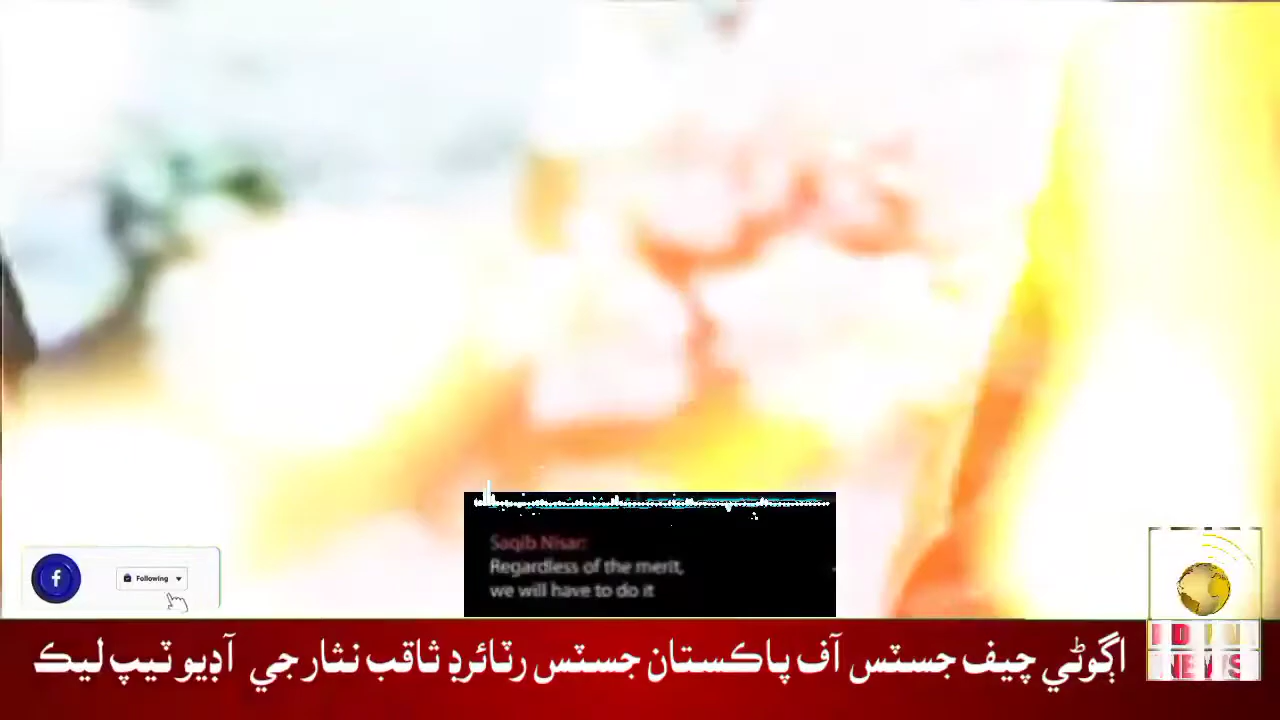 Saqib Nisar:
Regardless of the merit,
we will have to do it
Following
اڳوڻي چيف جسٽس آف پاڪستان جسٽس رٽائرڊ ثاقب نثار جي آڊيو ٽيپ ليڪ
NEWS